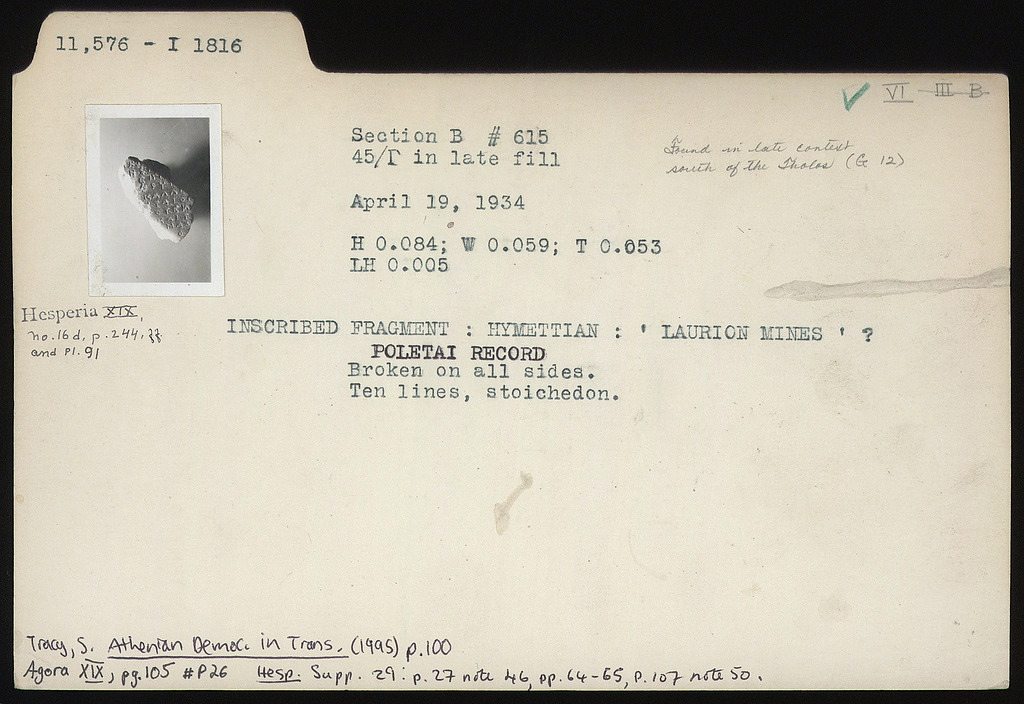 11,576 - I 1816
VI III B
Section B # 615
45/Γ in late fill
Found in late context
south of the Tholos (G 12)
April 19, 1934
H 0.084; W 0.059; T 0.053
LH 0.005
Hesperia XIX,
no. 16d, p. 244, ff
and Pl. 91
INSCRIBED FRAGMENT : HYMETTIAN : ' LAURION MINES ' ?
POLETAI RECORD
Broken on all sides.
Ten lines, stoichedon.
Tracy, S. Athenian Democ. in Trans. (1995) p.100
Agora XIX, pg. 105 #P26 Hesp. Supp. 29: p. 27 note 46, pp. 64-65, p. 107 note 50.